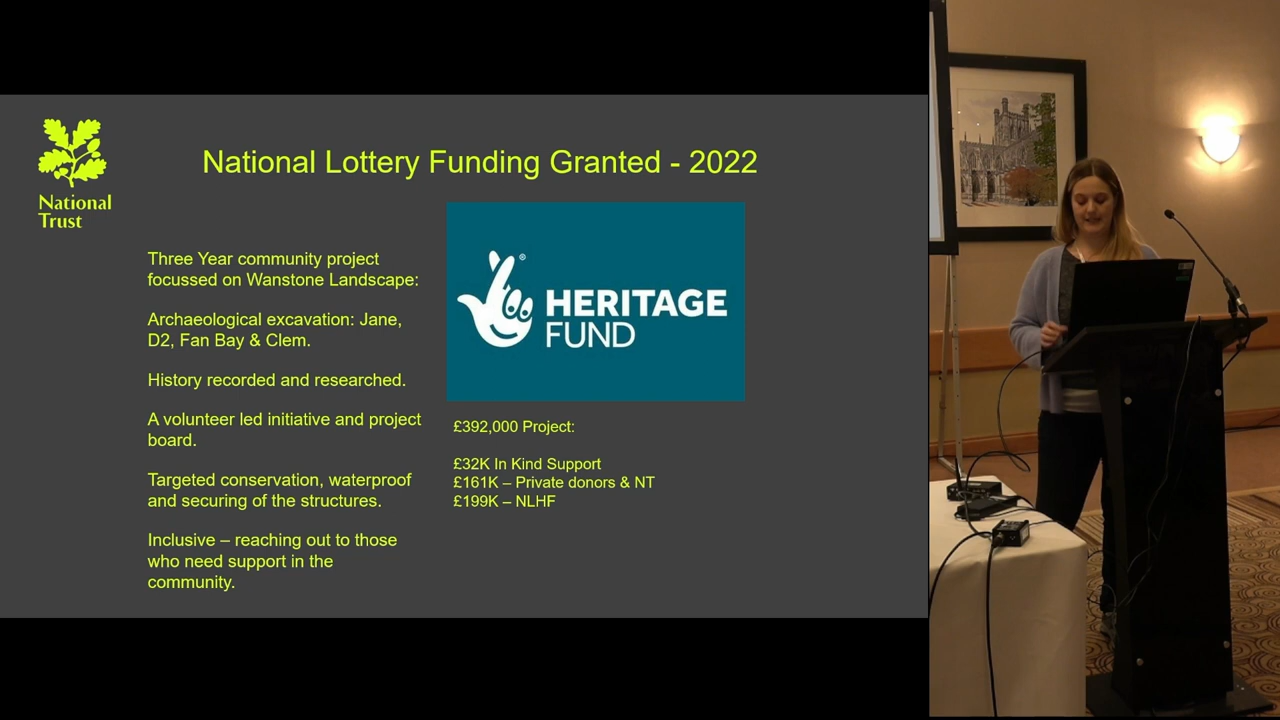 National
Trust
National Lottery Funding Granted - 2022
Three Year community project
focussed on Wanstone Landscape:
Archaeological excavation: Jane,
D2, Fan Bay & Clem.
History recorded and researched.
A volunteer led initiative and project
board.
Targeted conservation, waterproof
and securing of the structures.
Inclusive – reaching out to those
who need support in the
community.
®
HERITAGE
FUND
£392,000 Project:
£32K In Kind Support
£161K – Private donors & NT
£199K – NLHF